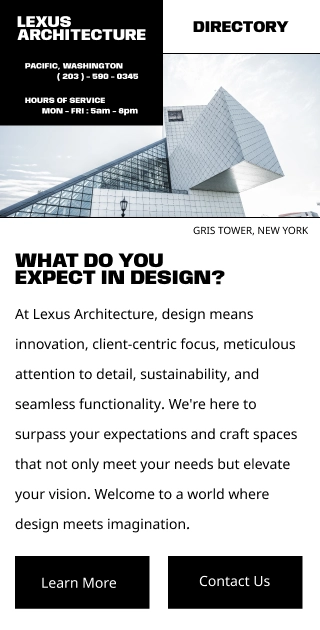 LEXUS
ARCHITECTURE
DIRECTORY
PACIFIC, WASHINGTON
( 203 ) - 590 - 0345
HOURS OF SERVICE
MON - FRI : 5am - 8pm
GRIS TOWER, NEW YORK
WHAT DO YOU
EXPECT IN DESIGN?
At Lexus Architecture, design means
innovation, client-centric focus, meticulous
attention to detail, sustainability, and
seamless functionality. We're here to
surpass your expectations and craft spaces
that not only meet your needs but elevate
your vision. Welcome to a world where
design meets imagination.
Learn More
Contact Us